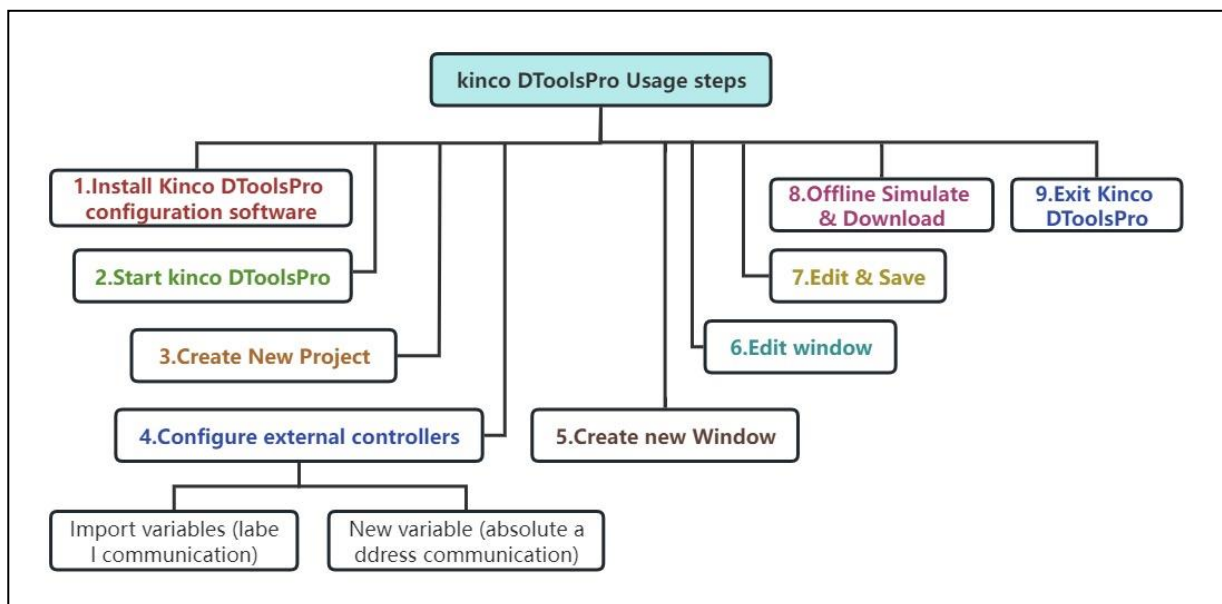 kinco DToolsPro Usage steps
1.Install Kinco DToolsPro
configuration software
2.Start kinco DToolsPro
3.Create New Project
4.Configure external controllers
Import variables (labe
l communication)
New variable (absolute a
ddress communication)
5.Create new Window
6.Edit window
7.Edit & Save
8.Offline Simulate
& Download
9.Exit Kinco
DToolsPro